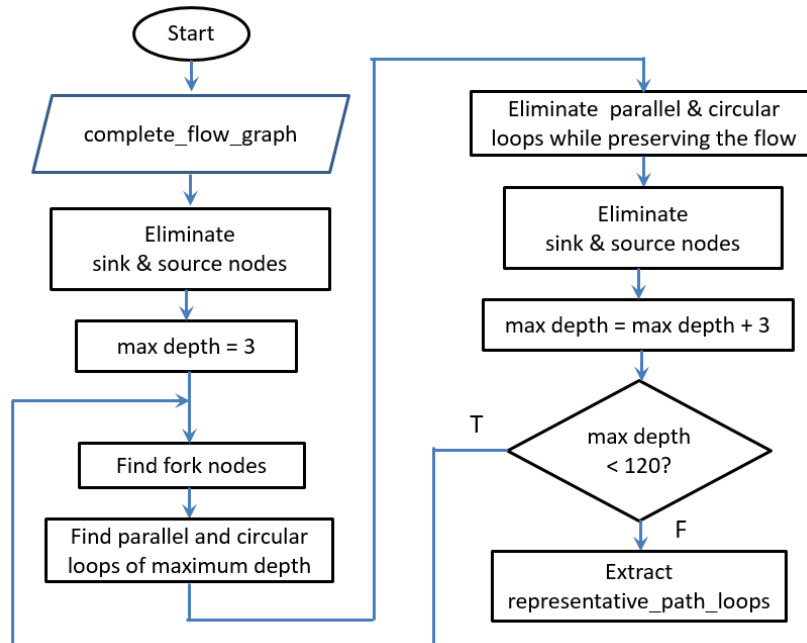 Start
complete_flow_graph
Eliminate
sink & source nodes
max depth = 3
Find fork nodes
Find parallel and circular
loops of maximum depth
Eliminate parallel & circular
loops while preserving the flow
Eliminate
sink & source nodes
max depth = max depth + 3
max depth
< 120?
T
F
Extract
representative_path_loops